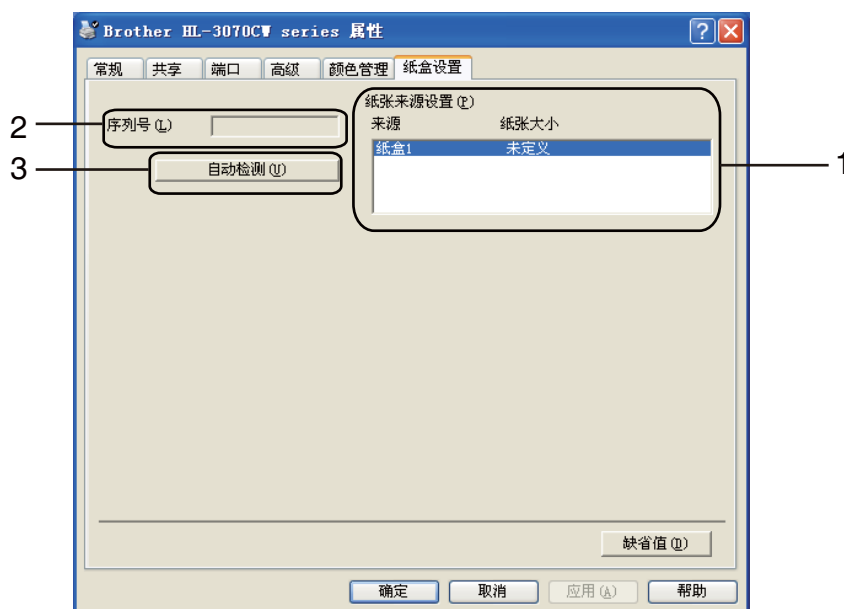 Brother HL-3070CW series 属性
常规 共享 端口 高级 颜色管理 纸盒设置
纸张来源设置(P)
来源 纸张大小
2 序列号(L)
纸盒1 未定义 1
3 自动检测(U)
缺省值(D)
确定 取消 应用(A) 帮助